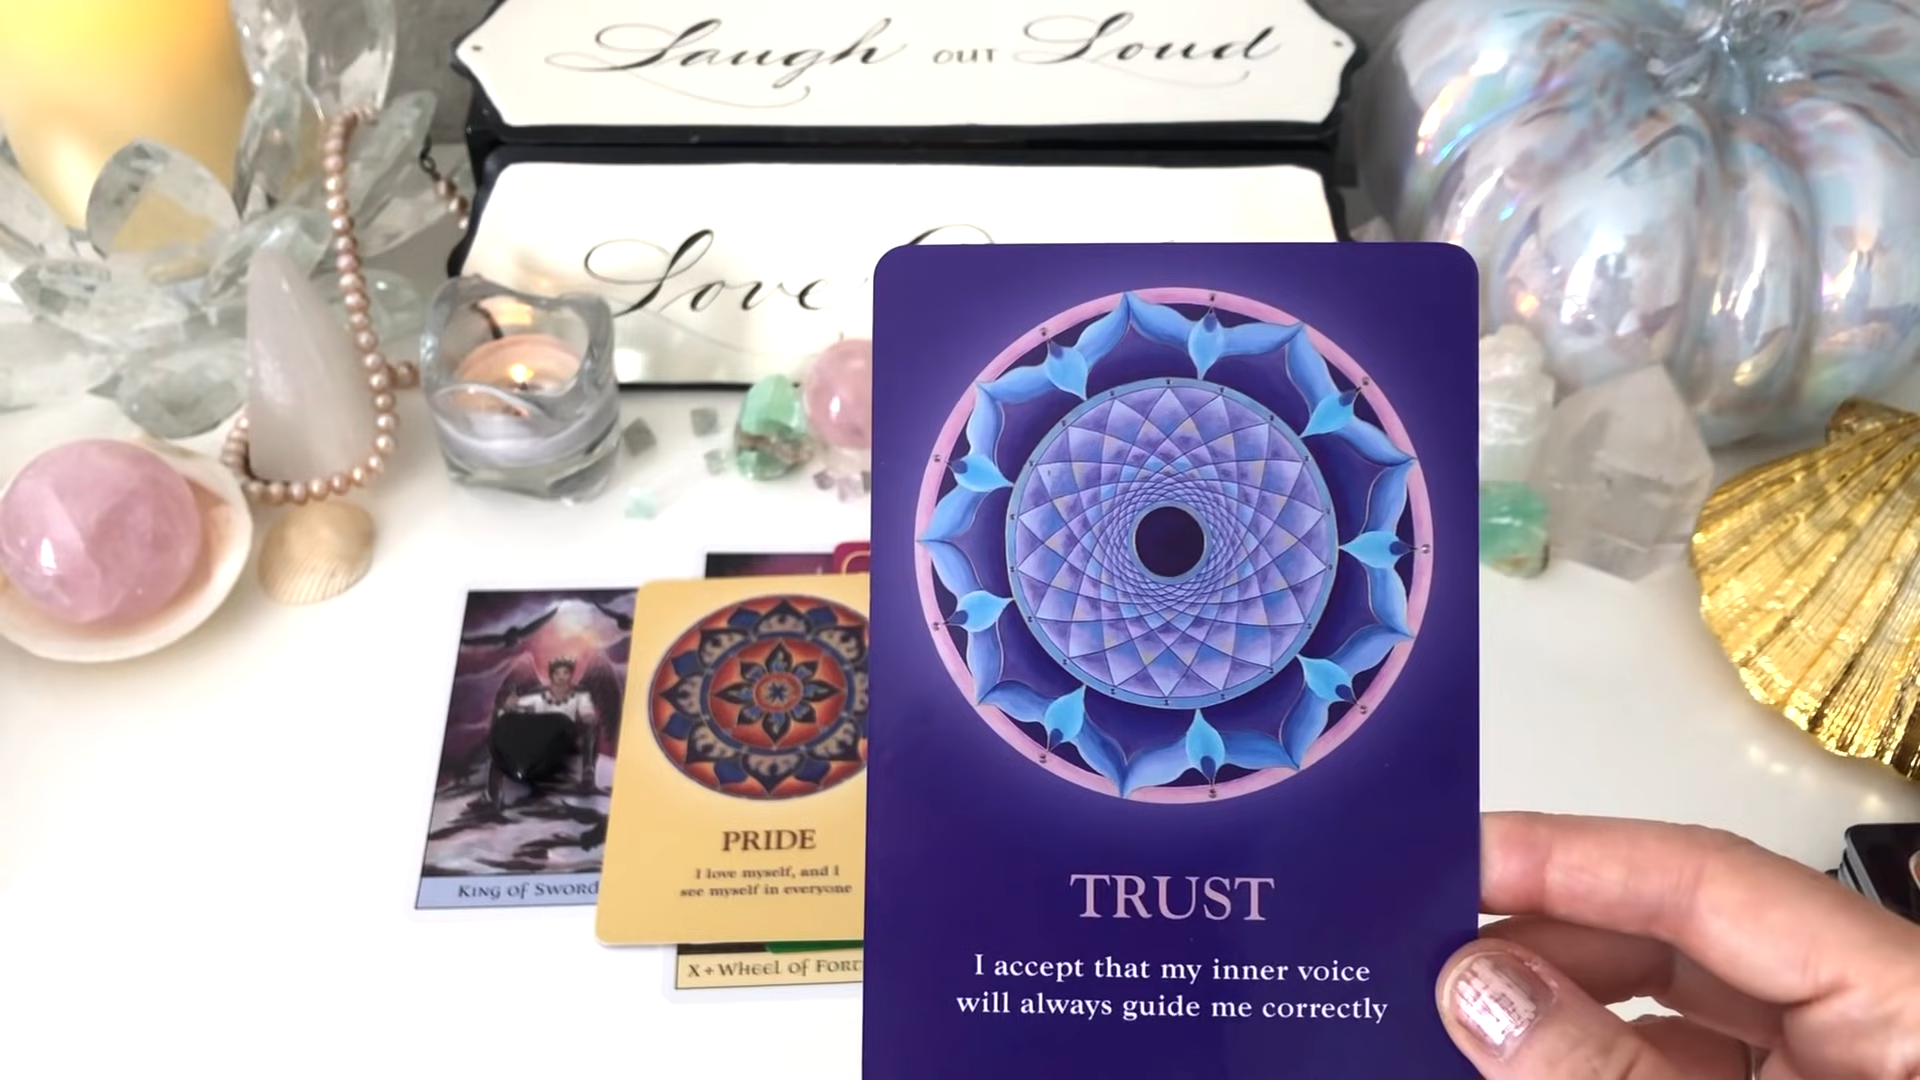 Laugh OUT Loud
Love
KING OF SWORD
PRIDE
I love myself, and I
see myself in everyone
X+WHEEL OF FORT
TRUST
I accept that my inner voice
will always guide me correctly